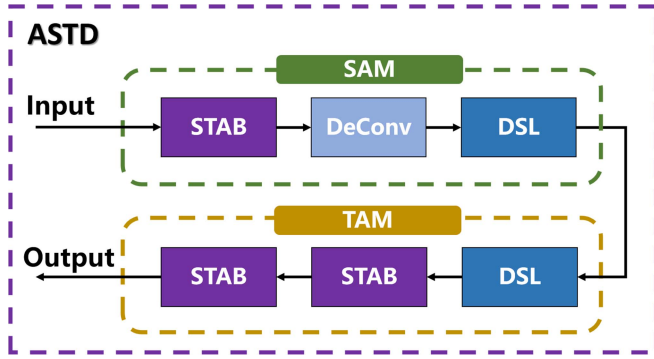 ASTD
SAM
Input
STAB
DeConv
DSL
TAM
Output
STAB
STAB
DSL